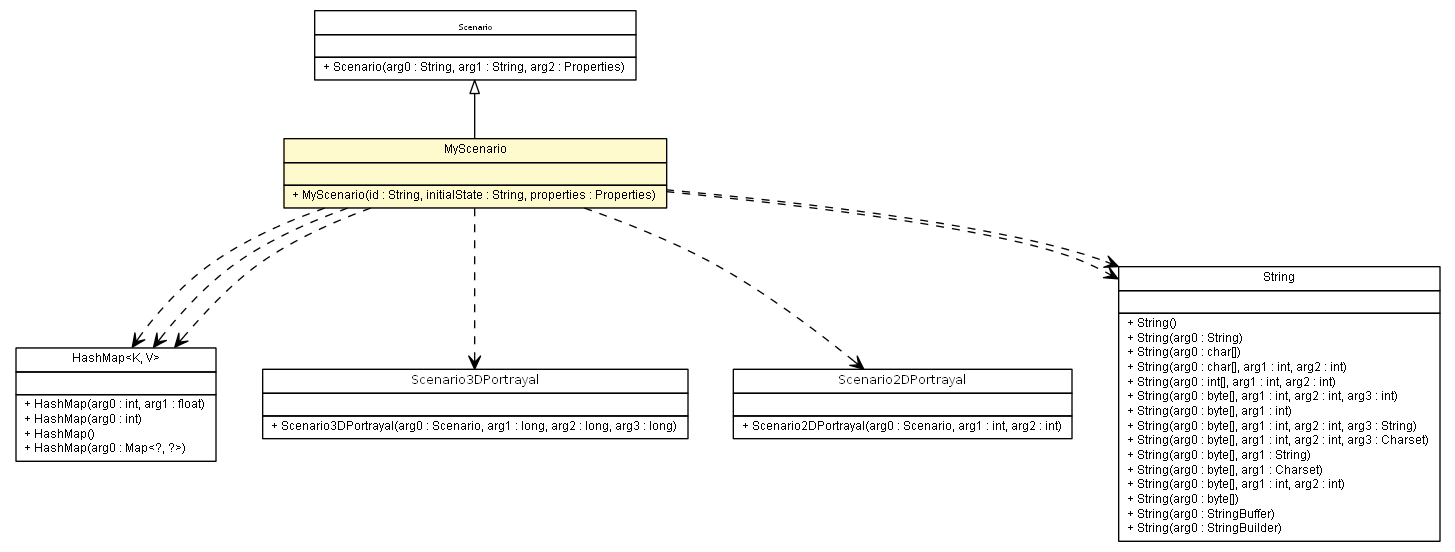 Scenario
+ Scenario(arg0 : String, arg1 : String, arg2 : Properties)
MyScenario
+ MyScenario(id : String, initialState : String, properties : Properties)
HashMap<K, V>
+ HashMap(arg0 : int, arg1 : float)
+ HashMap(arg0 : int)
+ HashMap()
+ HashMap(arg0 : Map<?, ?>)
Scenario3DPortrayal
+ Scenario3DPortrayal(arg0 : Scenario, arg1 : long, arg2 : long, arg3 : long)
Scenario2DPortrayal
+ Scenario2DPortrayal(arg0 : Scenario, arg1 : int, arg2 : int)
String
+ String()
+ String(arg0 : String)
+ String(arg0 : char[])
+ String(arg0 : char[], arg1 : int, arg2 : int)
+ String(arg0 : int[], arg1 : int, arg2 : int)
+ String(arg0 : byte[], arg1 : int, arg2 : int, arg3 : int)
+ String(arg0 : byte[], arg1 : int)
+ String(arg0 : byte[], arg1 : int, arg2 : int, arg3 : String)
+ String(arg0 : byte[], arg1 : int, arg2 : int, arg3 : Charset)
+ String(arg0 : byte[], arg1 : String)
+ String(arg0 : byte[], arg1 : Charset)
+ String(arg0 : byte[], arg1 : int, arg2 : int)
+ String(arg0 : byte[])
+ String(arg0 : StringBuffer)
+ String(arg0 : StringBuilder)